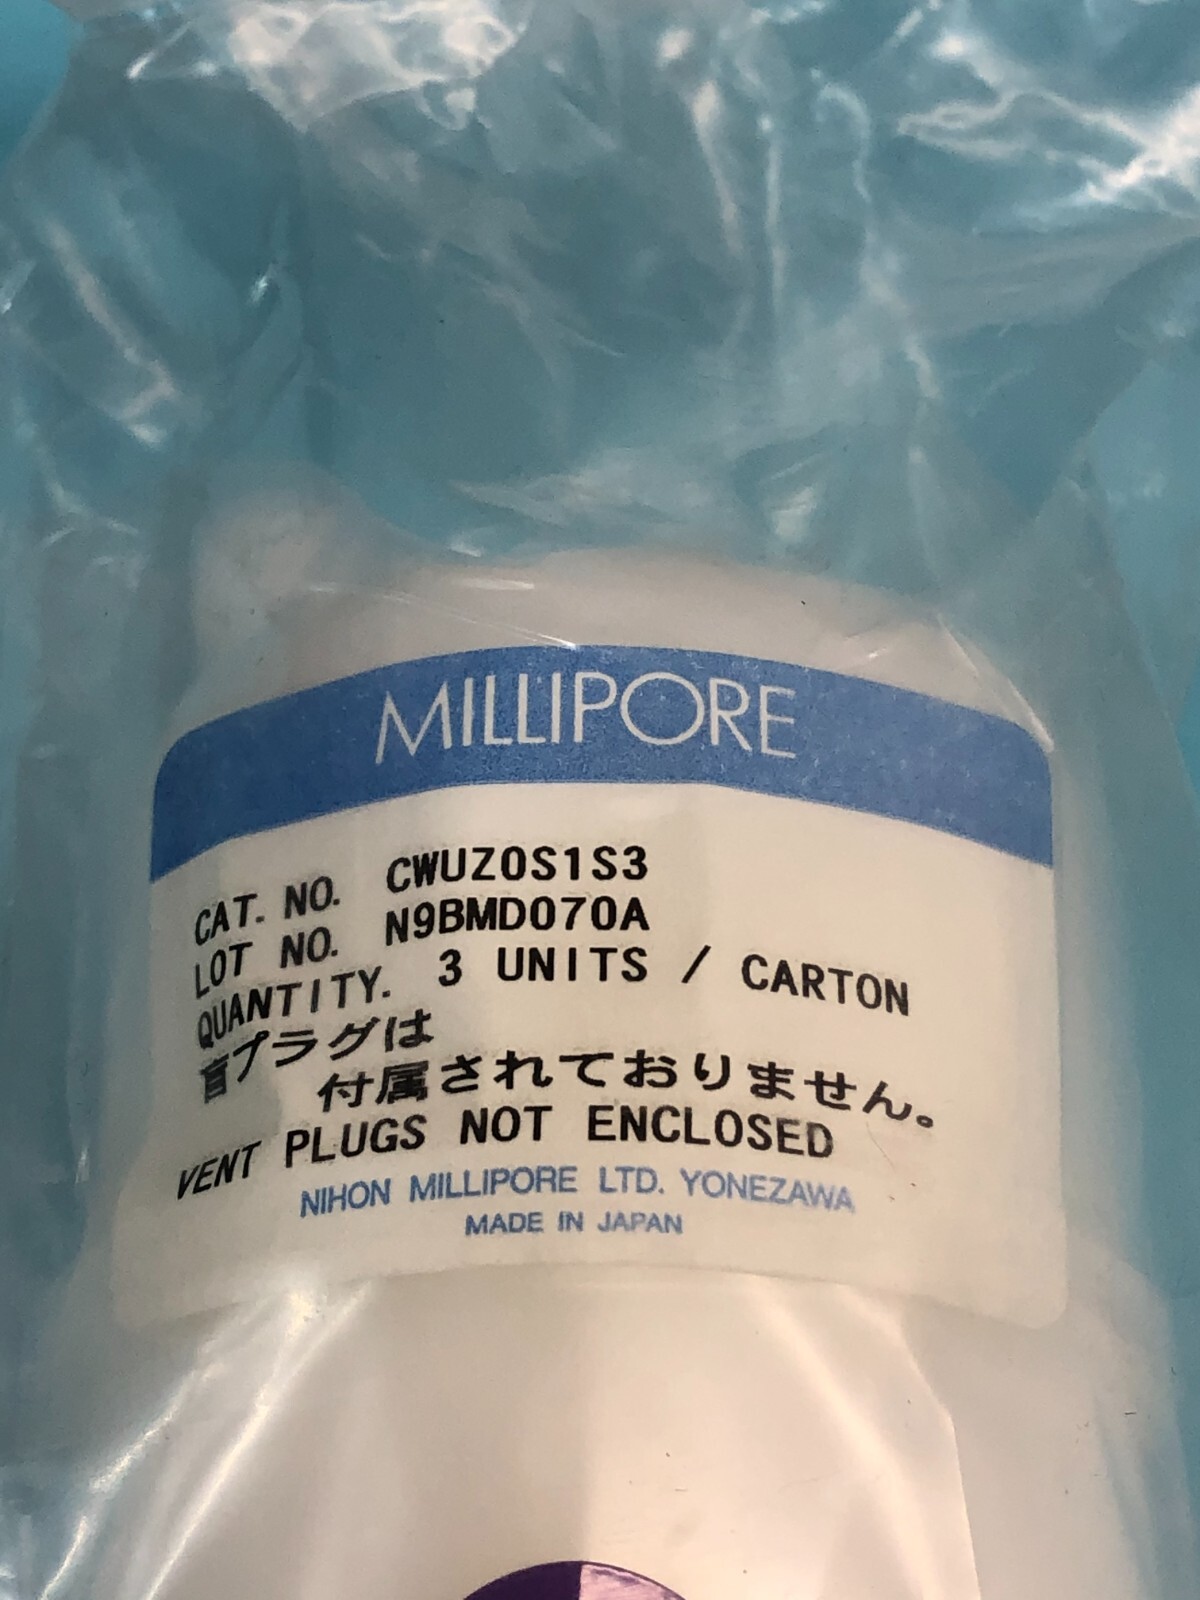 MILLIPORE
CAT. NO. CWUZ0S1S3
LOT NO. N9BMD070A
QUANTITY. 3 UNITS / CARTON
盲プラグは
付属されておりません。
VENT PLUGS NOT ENCLOSED
NIHON MILLIPORE LTD. YONEZAWA
MADE IN JAPAN